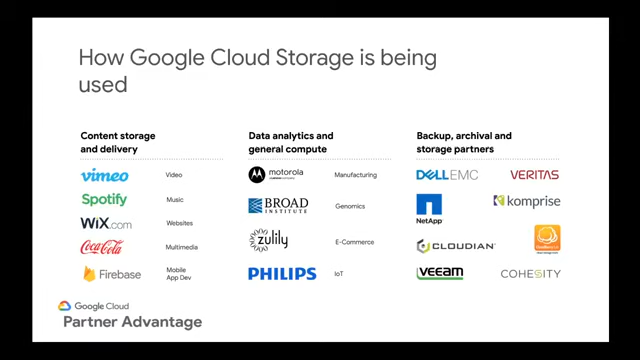 How Google Cloud Storage is being
used
Content storage
and delivery
vimeo Video
Spotify Music
WiX.com Websites
Coca-Cola Multimedia
Firebase Mobile
App Dev
Data analytics and
general compute
motorola Manufacturing
BROAD Genomics
INSTITUTE
zulily E-Commerce
PHILIPS IoT
Backup, archival and
storage partners
DELLEMC VERITAS
NetApp komprise
CLOUDIAN
veeam COHESITY
Google Cloud
Partner Advantage